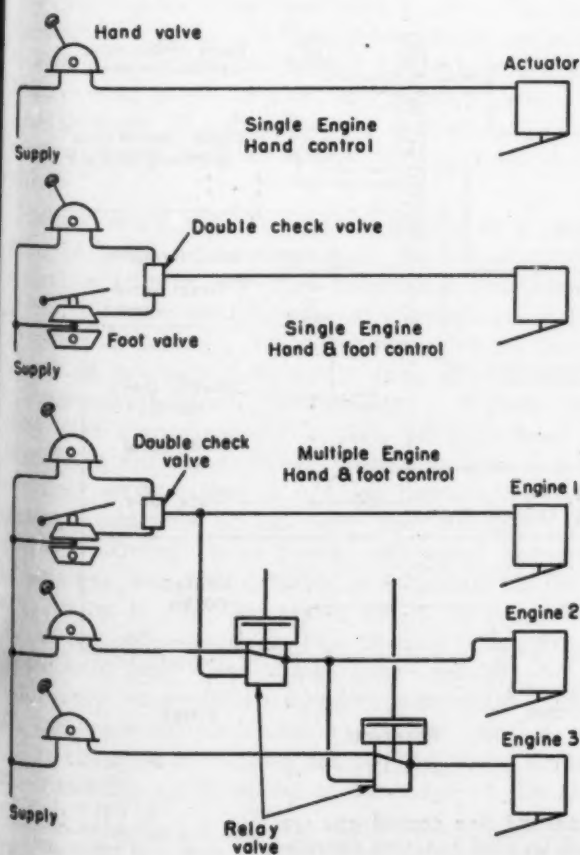 Hand valve
Actuator
Single Engine
Hand control
Supply
Double check valve
Foot valve
Single Engine
Hand & foot control
Supply
Double check
valve
Multiple Engine
Hand & foot control
Engine 1
Engine 2
Engine 3
Supply
Relay
valve